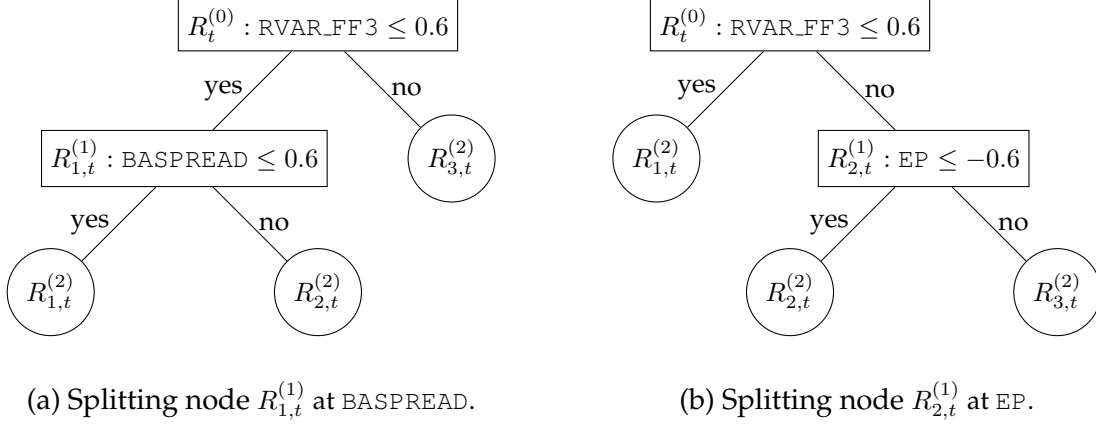 R_t^{(0)} : RVAR_FF3 ≤ 0.6
yes
no
R_{1,t}^{(1)} : BASPREAD ≤ 0.6
R_{3,t}^{(2)}
yes
no
R_{1,t}^{(2)}
R_{2,t}^{(2)}
(a) Splitting node R_{1,t}^{(1)} at BASPREAD.
R_t^{(0)} : RVAR_FF3 ≤ 0.6
yes
no
R_{1,t}^{(2)}
R_{2,t}^{(1)} : EP ≤ −0.6
yes
no
R_{2,t}^{(2)}
R_{3,t}^{(2)}
(b) Splitting node R_{2,t}^{(1)} at EP.